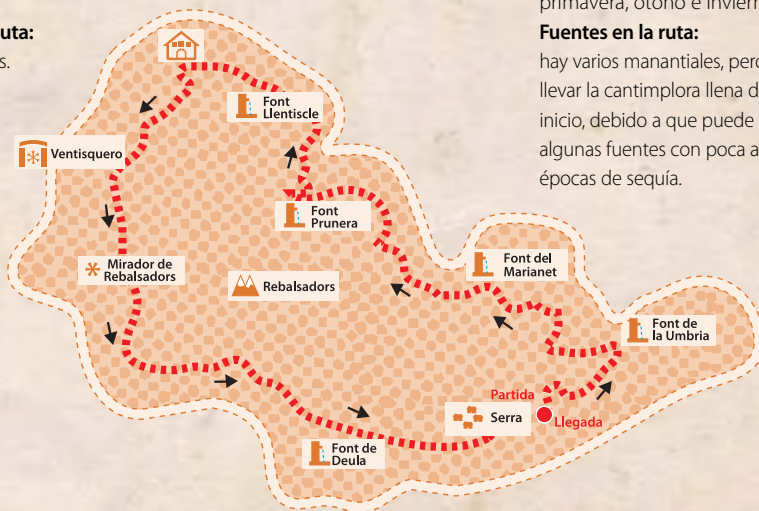 uta:
s.
primavera, otoño e invierno
Fuentes en la ruta:
hay varios manantiales, pero
llevar la cantimplora llena d
inicio, debido a que puede
algunas fuentes con poca a
épocas de sequía.
Font
Llentiscle
Ventisquero
Font
Prunera
Mirador de
Rebalsadors
Rebalsadors
Font del
Marianet
Font de
la Umbria
Partida
Serra
Llegada
Font de
Deula